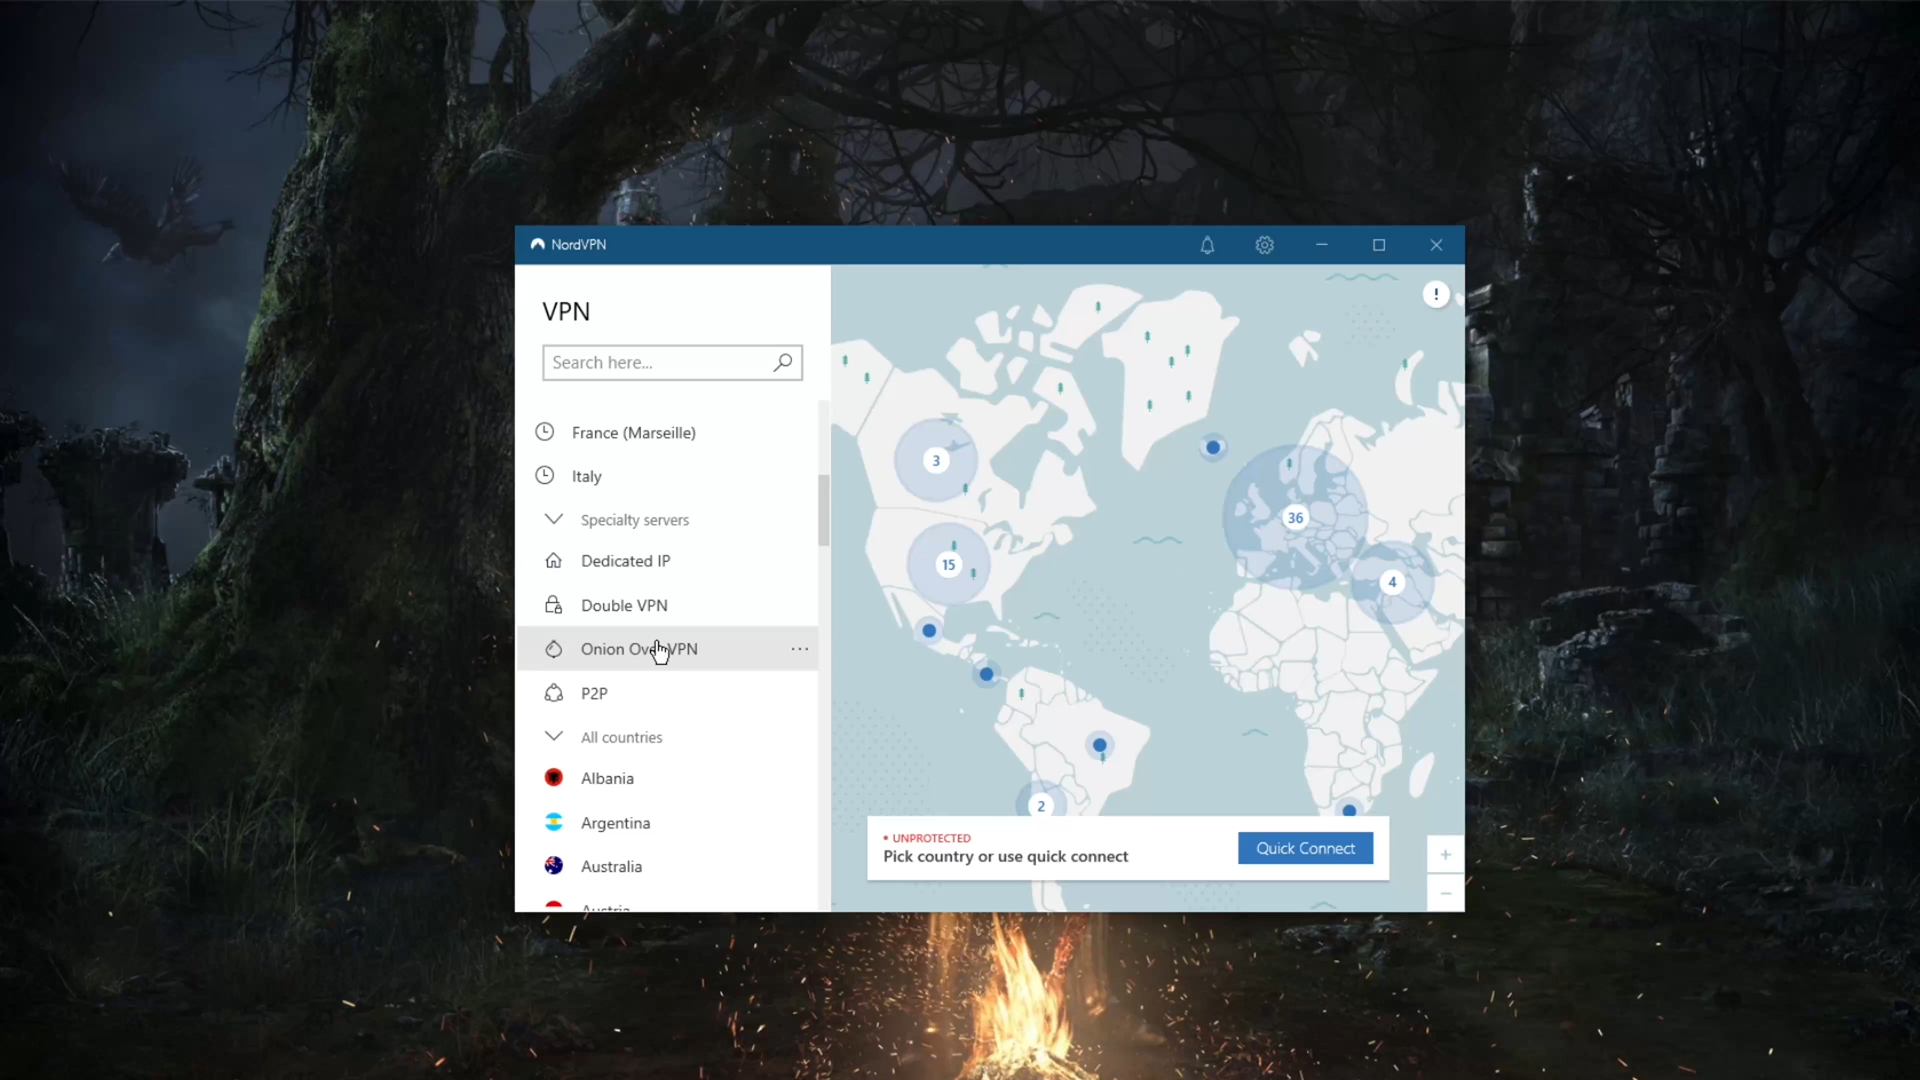 NordVPN
VPN
Search here...
France (Marseille)
Italy
Specialty servers
Dedicated IP
Double VPN
Onion Over VPN
P2P
All countries
Albania
Argentina
Australia
Austria
3
15
36
4
2
!
UNPROTECTED
Pick country or use quick connect
Quick Connect